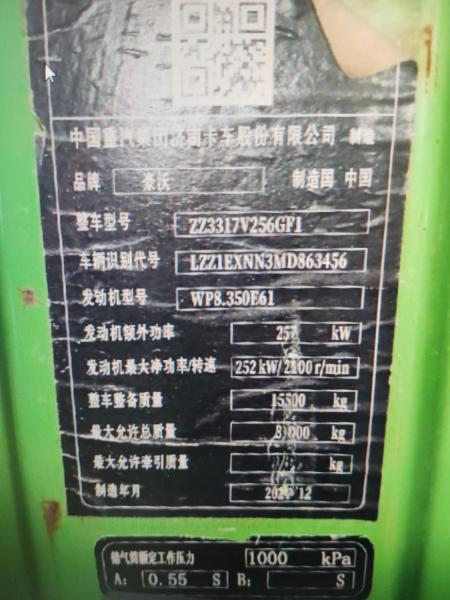 中国重汽集团济南卡车股份有限公司 制造
品牌 豪沃 制造国 中国
整车型号 ZZ3317V256GF1
车辆识别代号 LZZ1EXNN3MD863456
发动机型号 WP8.350E61
发动机额外功率 257 kW
发动机最大净功率/转速 252kW/2100r/min
整车整备质量 15500 kg
最大允许总质量 kg
最大允许牵引质量 kg
制造年月 12
储气筒额定工作压力 1000 kPa
A: 0.55 S B: S